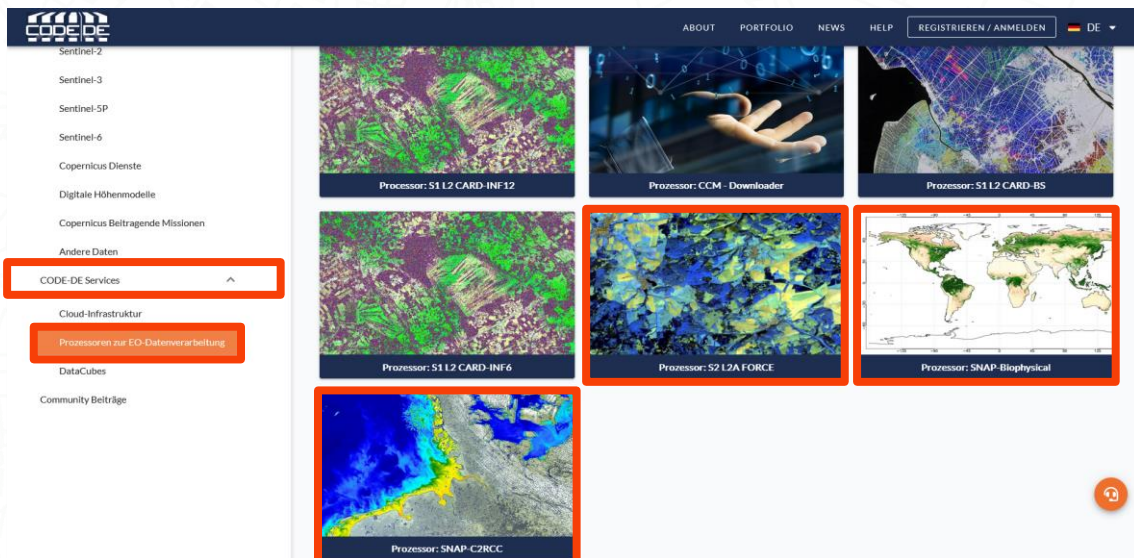 CODE DE
ABOUT PORTFOLIO NEWS HELP REGISTRIEREN / ANMELDEN DE
Sentinel-2
Sentinel-3
Sentinel-5P
Sentinel-6
Copernicus Dienste
Digitale Höhenmodelle
Copernicus Beitragende Missionen
Andere Daten
CODE-DE Services
Cloud-Infrastruktur
Prozessoren zur EO-Datenverarbeitung
DataCubes
Community Beiträge
Processor: S1 L2 CARD-INF12
Prozessor: CCM - Downloader
Prozessor: S1 L2 CARD-BS
Prozessor: S1 L2 CARD-INF6
Prozessor: S2 L2A FORCE
Prozessor: SNAP-Biophysical
Prozessor: SNAP-C2RCC